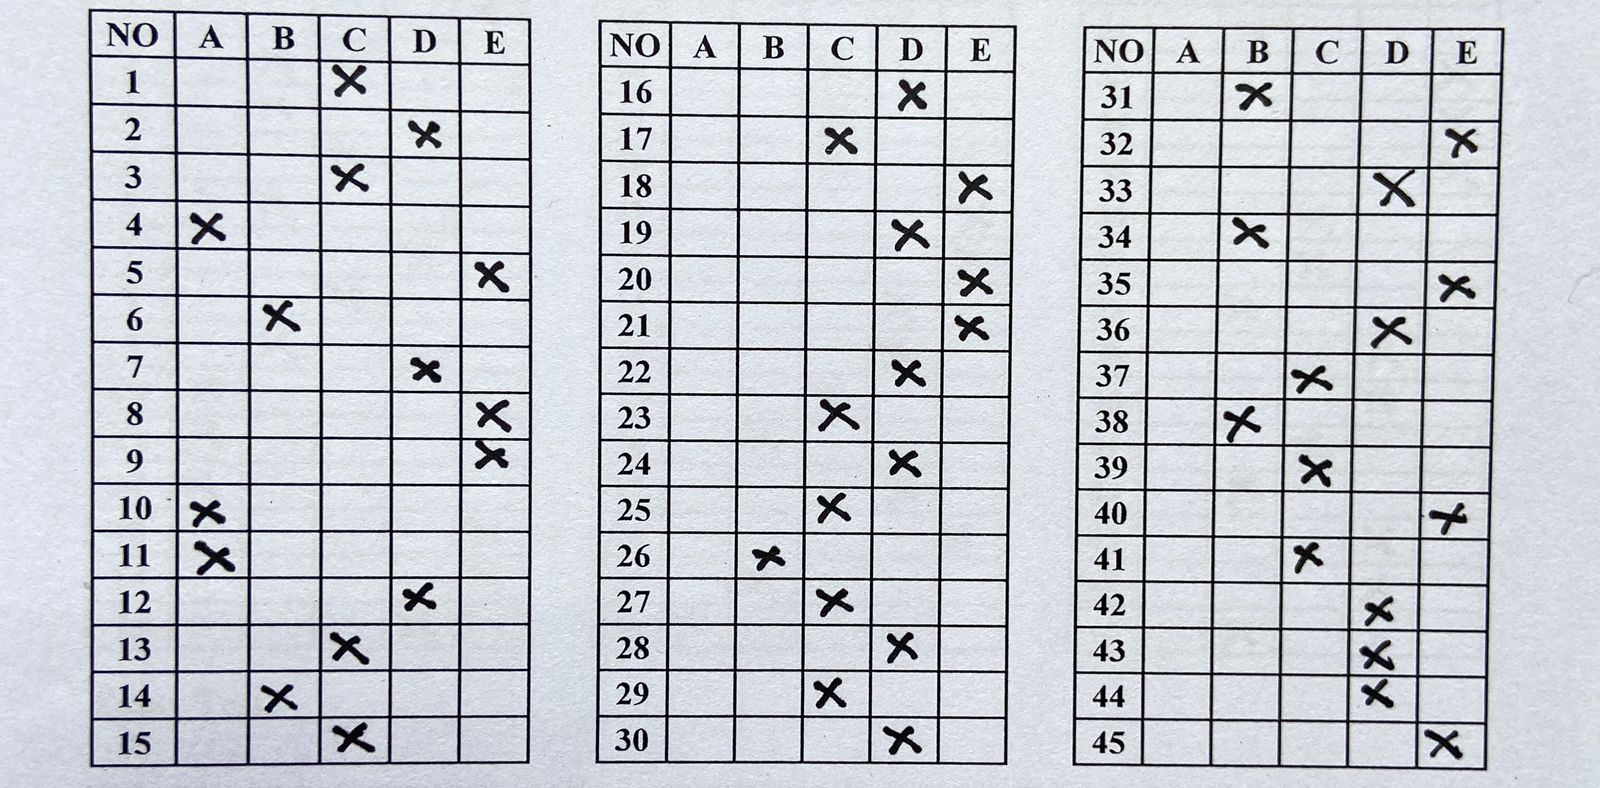 NO A B C D E
1 X
2 X
3 X
4 X
5 X
6 X
7 X
8 X
9 X
10 X
11 X
12 X
13 X
14 X
15 X
NO A B C D E
16 X
17 X
18 X
19 X
20 X
21 X
22 X
23 X
24 X
25 X
26 X
27 X
28 X
29 X
30 X
NO A B C D E
31 X
32 X
33 X
34 X
35 X
36 X
37 X
38 X
39 X
40 X
41 X
42 X
43 X
44 X
45 X